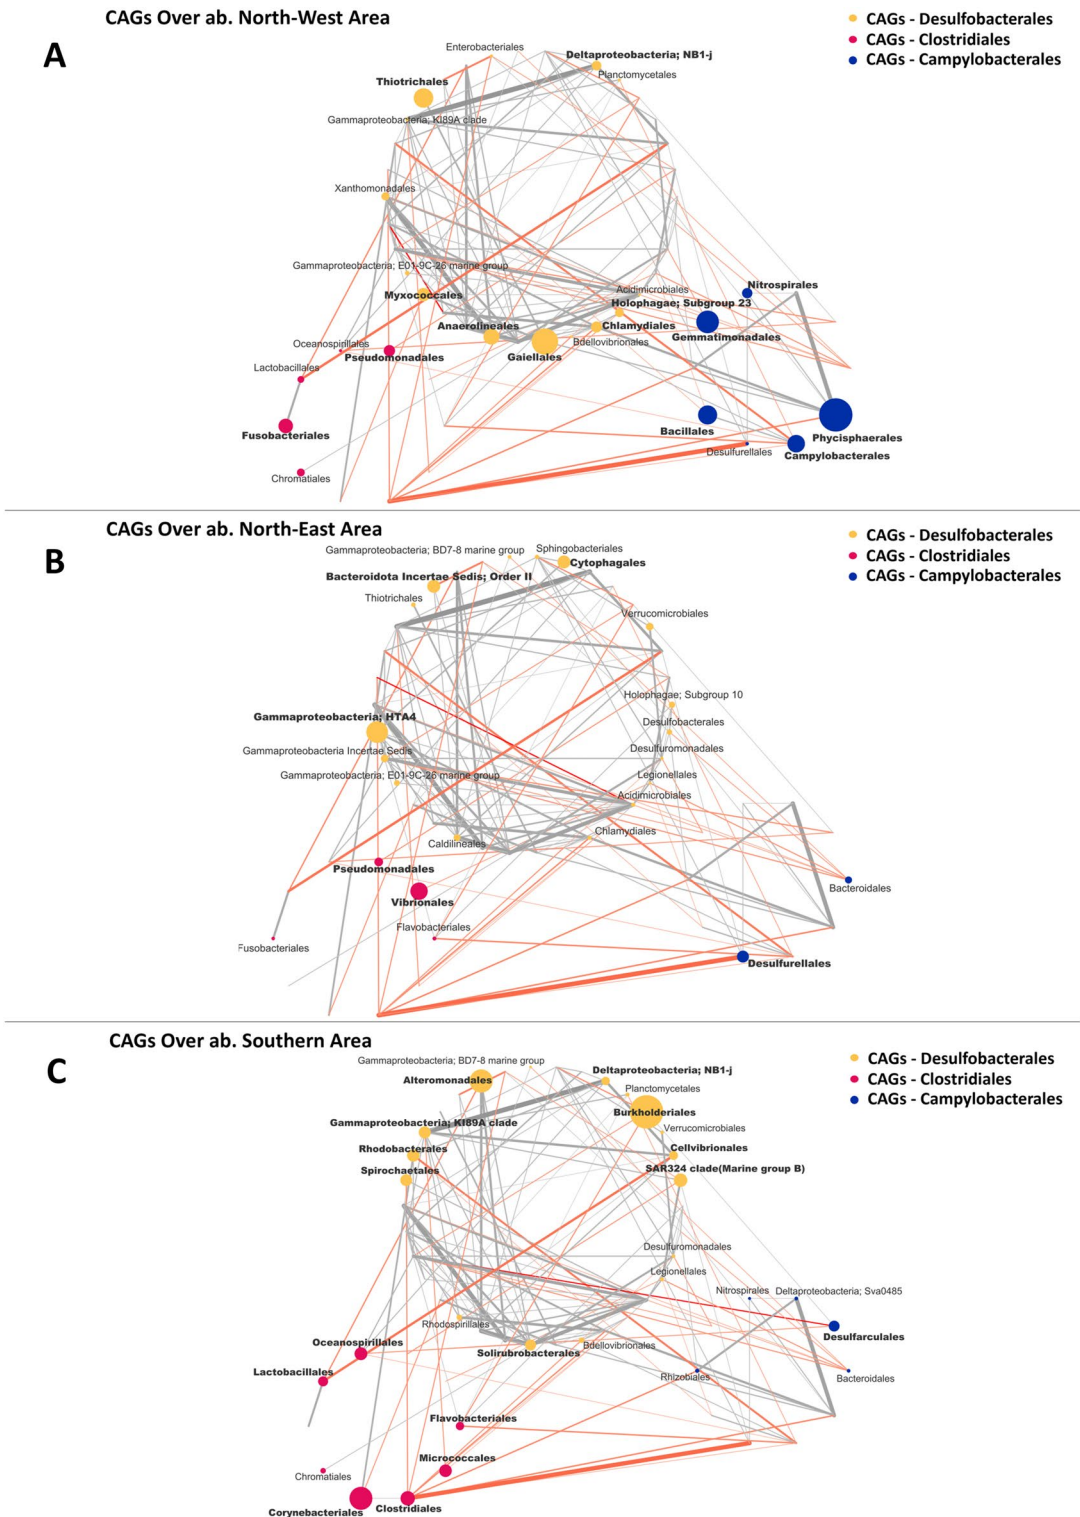 CAGs Over ab. North-West Area
A
CAGs - Desulfobacterales
CAGs - Clostridiales
CAGs - Campylobacterales
Enterobacteriales
Deltaproteobacteria; NB1-j
Planctomycetales
Thiotrichales
Gammaproteobacteria; KI89A clade
Xanthomonadales
Gammaproteobacteria; E01-9C-26 marine group
Myxococcales
Acidimicrobiales
Nitrospirales
Holophagae; Subgroup 23
Anaerolineales
Chlamydiales
Gemmatimonadales
Oceanospirillales
Bdellovibrionales
Pseudomonadales
Gaiellales
Lactobacillales
Fusobacteriales
Bacillales
Phycisphaerales
Desulfurellales
Campylobacterales
Chromatiales
CAGs Over ab. North-East Area
B
CAGs - Desulfobacterales
CAGs - Clostridiales
CAGs - Campylobacterales
Gammaproteobacteria; BD7-8 marine group
Sphingobacteriales
Cytophagales
Bacteroidota Incertae Sedis; Order II
Thiotrichales
Verrucomicrobiales
Holophagae; Subgroup 10
Gammaproteobacteria; HTA4
Desulfobacterales
Gammaproteobacteria Incertae Sedis
Desulfuromonadales
Gammaproteobacteria; E01-9C-26 marine group
Legionellales
Acidimicrobiales
Chlamydiales
Caldilineales
Pseudomonadales
Bacteroidales
Vibrionales
Flavobacteriales
Fusobacteriales
Desulfurellales
CAGs Over ab. Southern Area
C
CAGs - Desulfobacterales
CAGs - Clostridiales
CAGs - Campylobacterales
Gammaproteobacteria; BD7-8 marine group
Deltaproteobacteria; NB1-j
Alteromonadales
Planctomycetales
Burkholderiales
Gammaproteobacteria; KI89A clade
Verrucomicrobiales
Rhodobacterales
Cellvibrionales
Spirochaetales
SAR324 clade(Marine group B)
Desulfuromonadales
Legionellales
Nitrospirales
Deltaproteobacteria; Sva0485
Rhodospirillales
Desulfarculales
Oceanospirillales
Bdellovibrionales
Solirubrobacterales
Lactobacillales
Rhizobiales
Bacteroidales
Flavobacteriales
Micrococcales
Chromatiales
Corynebacteriales
Clostridiales